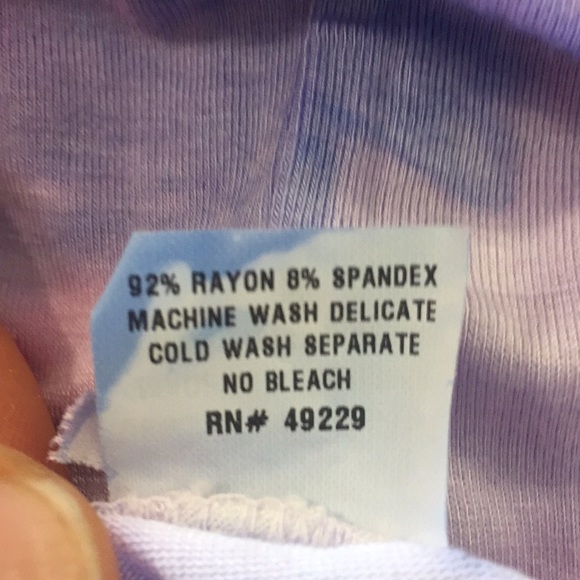 92% RAYON 8% SPANDEX
MACHINE WASH DELICATE
COLD WASH SEPARATE
NO BLEACH
RN# 49229